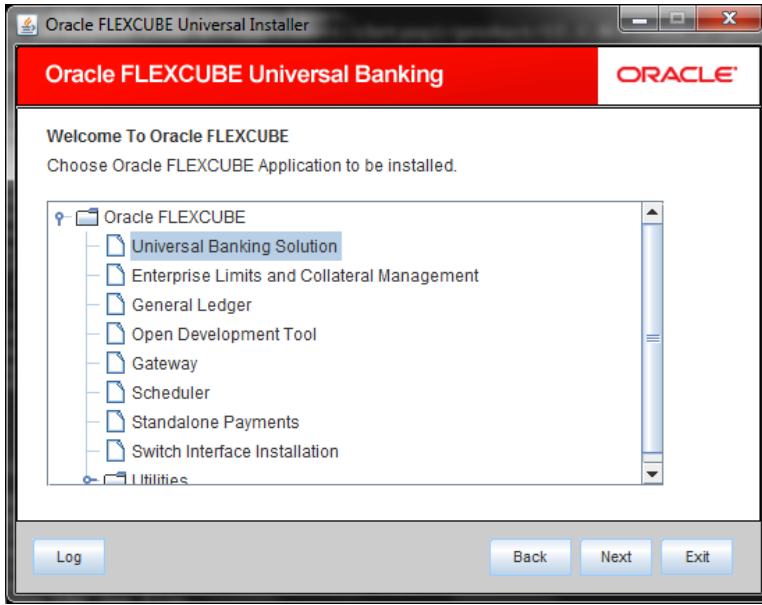 Oracle FLEXCUBE Universal Installer
Oracle FLEXCUBE Universal Banking
ORACLE
Welcome To Oracle FLEXCUBE
Choose Oracle FLEXCUBE Application to be installed.
Oracle FLEXCUBE
Universal Banking Solution
Enterprise Limits and Collateral Management
General Ledger
Open Development Tool
Gateway
Scheduler
Standalone Payments
Switch Interface Installation
Utilities
Log Back Next Exit